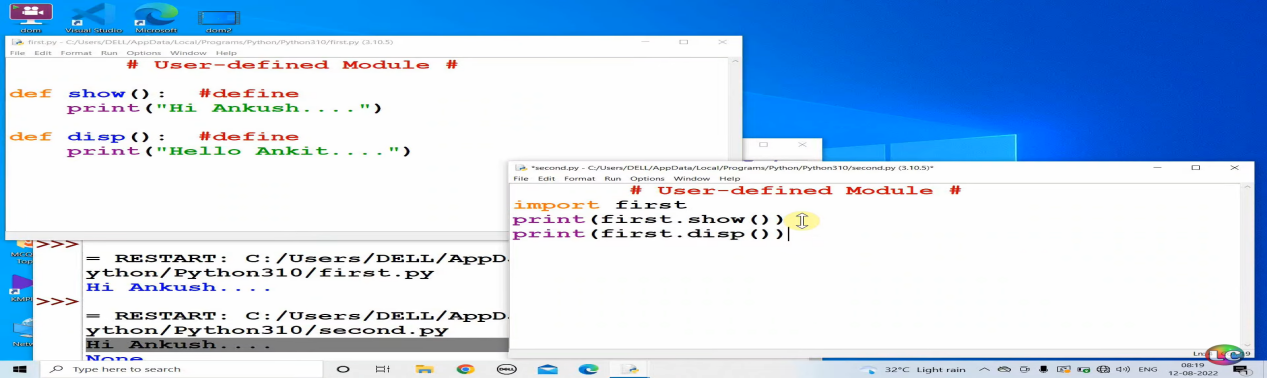 dom
Visual Studio
Microsoft
dom2
first.py - C:/Users/DELL/AppData/Local/Programs/Python/Python310/first.py (3.10.5)
File Edit Format Run Options Window Help
# User-defined Module #
def show():  #define
print("Hi Ankush....")
def disp():  #define
print("Hello Ankit....")
*second.py - C:/Users/DELL/AppData/Local/Programs/Python/Python310/second.py (3.10.5)*
File Edit Format Run Options Window Help
# User-defined Module #
import first
print(first.show())
print(first.disp())
>>>
= RESTART: C:/Users/DELL/AppD
ython/Python310/first.py
Hi Ankush....
>>>
= RESTART: C:/Users/DELL/AppD
ython/Python310/second.py
Hi Ankush....
None
Type here to search
DELL
32°C Light rain
ENG
08:19
12-08-2022